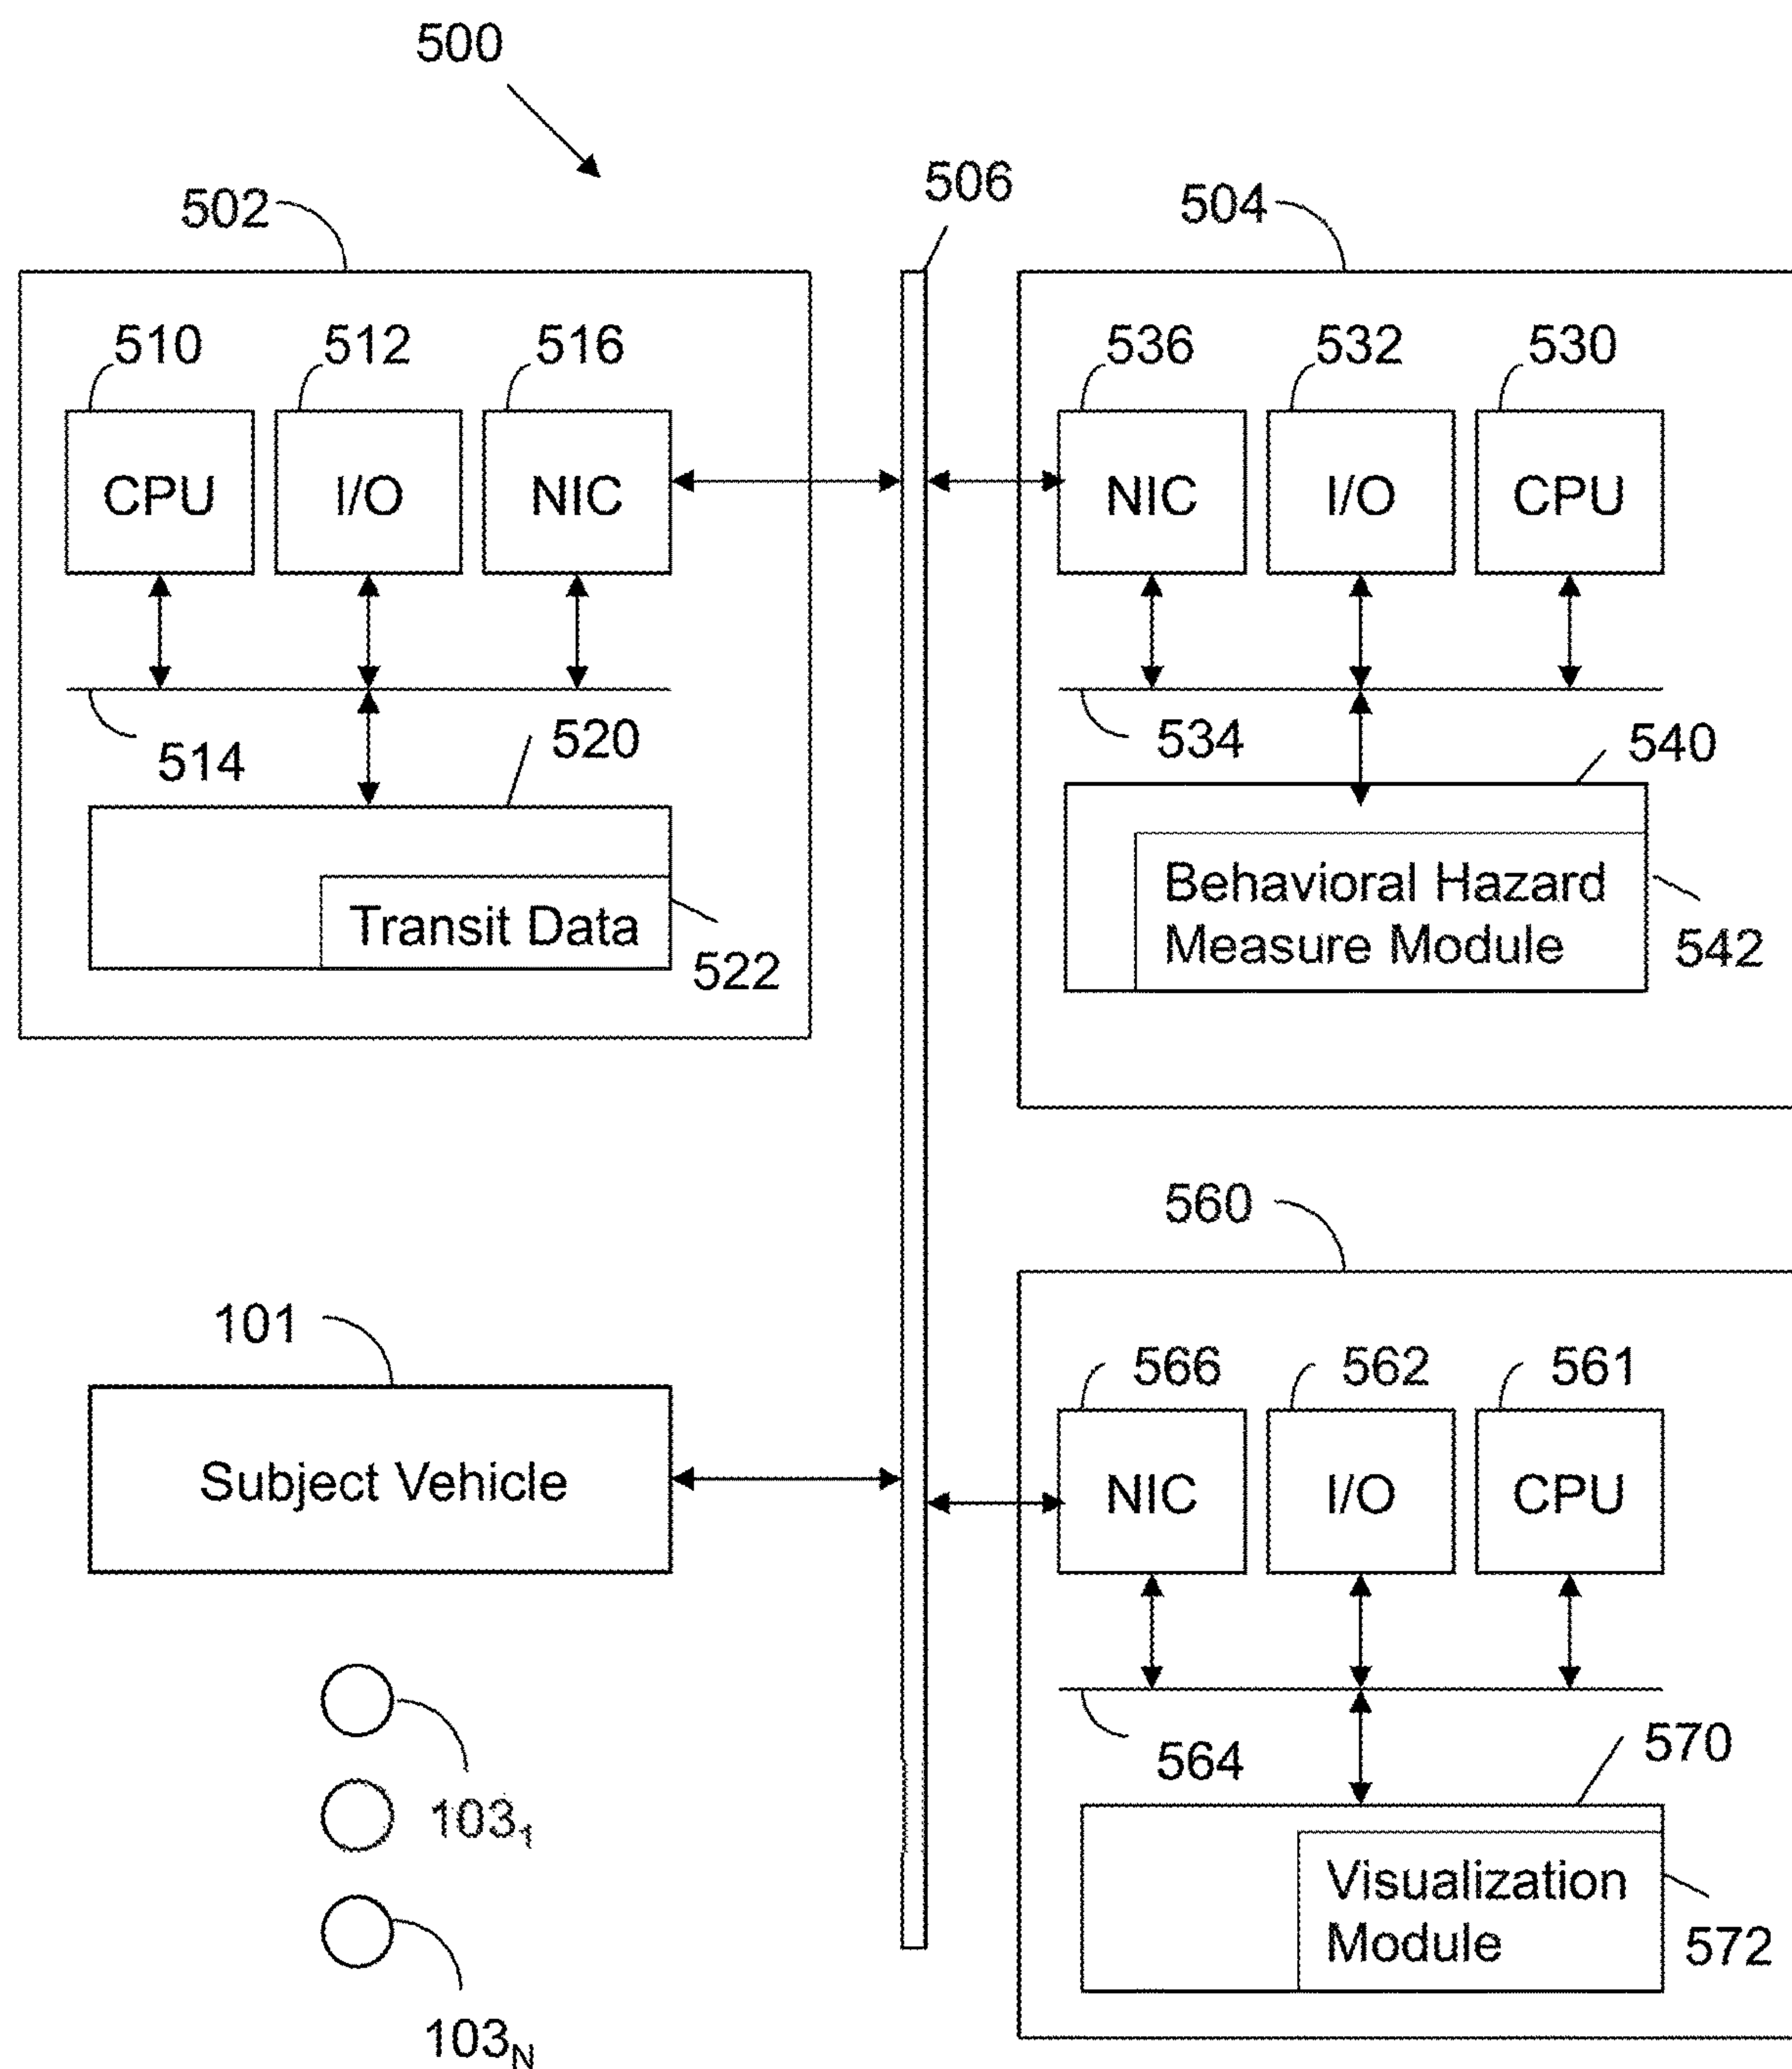 500
506
502
504
510
512
516
536
532
530
CPU
I/O
NIC
NIC
I/O
CPU
514
520
534
540
Transit Data
522
Behavioral Hazard
Measure Module
542
560
101
566
562
561
Subject Vehicle
NIC
I/O
CPU
564
570
103₁
Visualization
Module
572
103_N